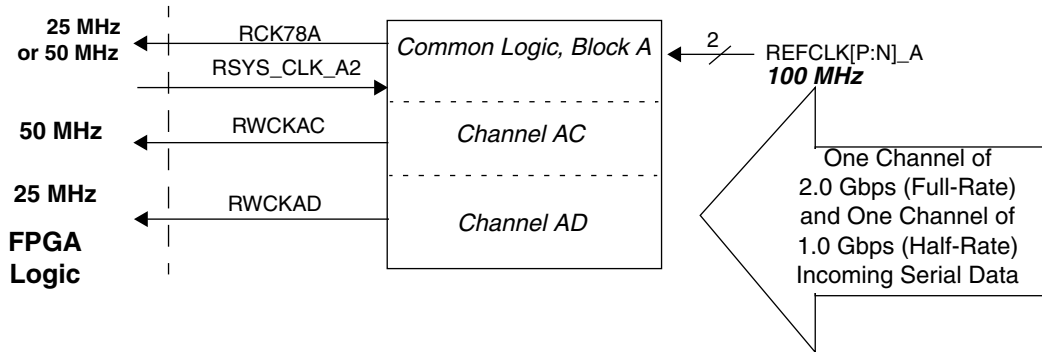 25 MHz
or 50 MHz
RCK78A
RSYS_CLK_A2
Common Logic, Block A
2
REFCLK[P:N]_A
100 MHz
50 MHz
RWCKAC
Channel AC
25 MHz
RWCKAD
Channel AD
FPGA
Logic
One Channel of
2.0 Gbps (Full-Rate)
and One Channel of
1.0 Gbps (Half-Rate)
Incoming Serial Data